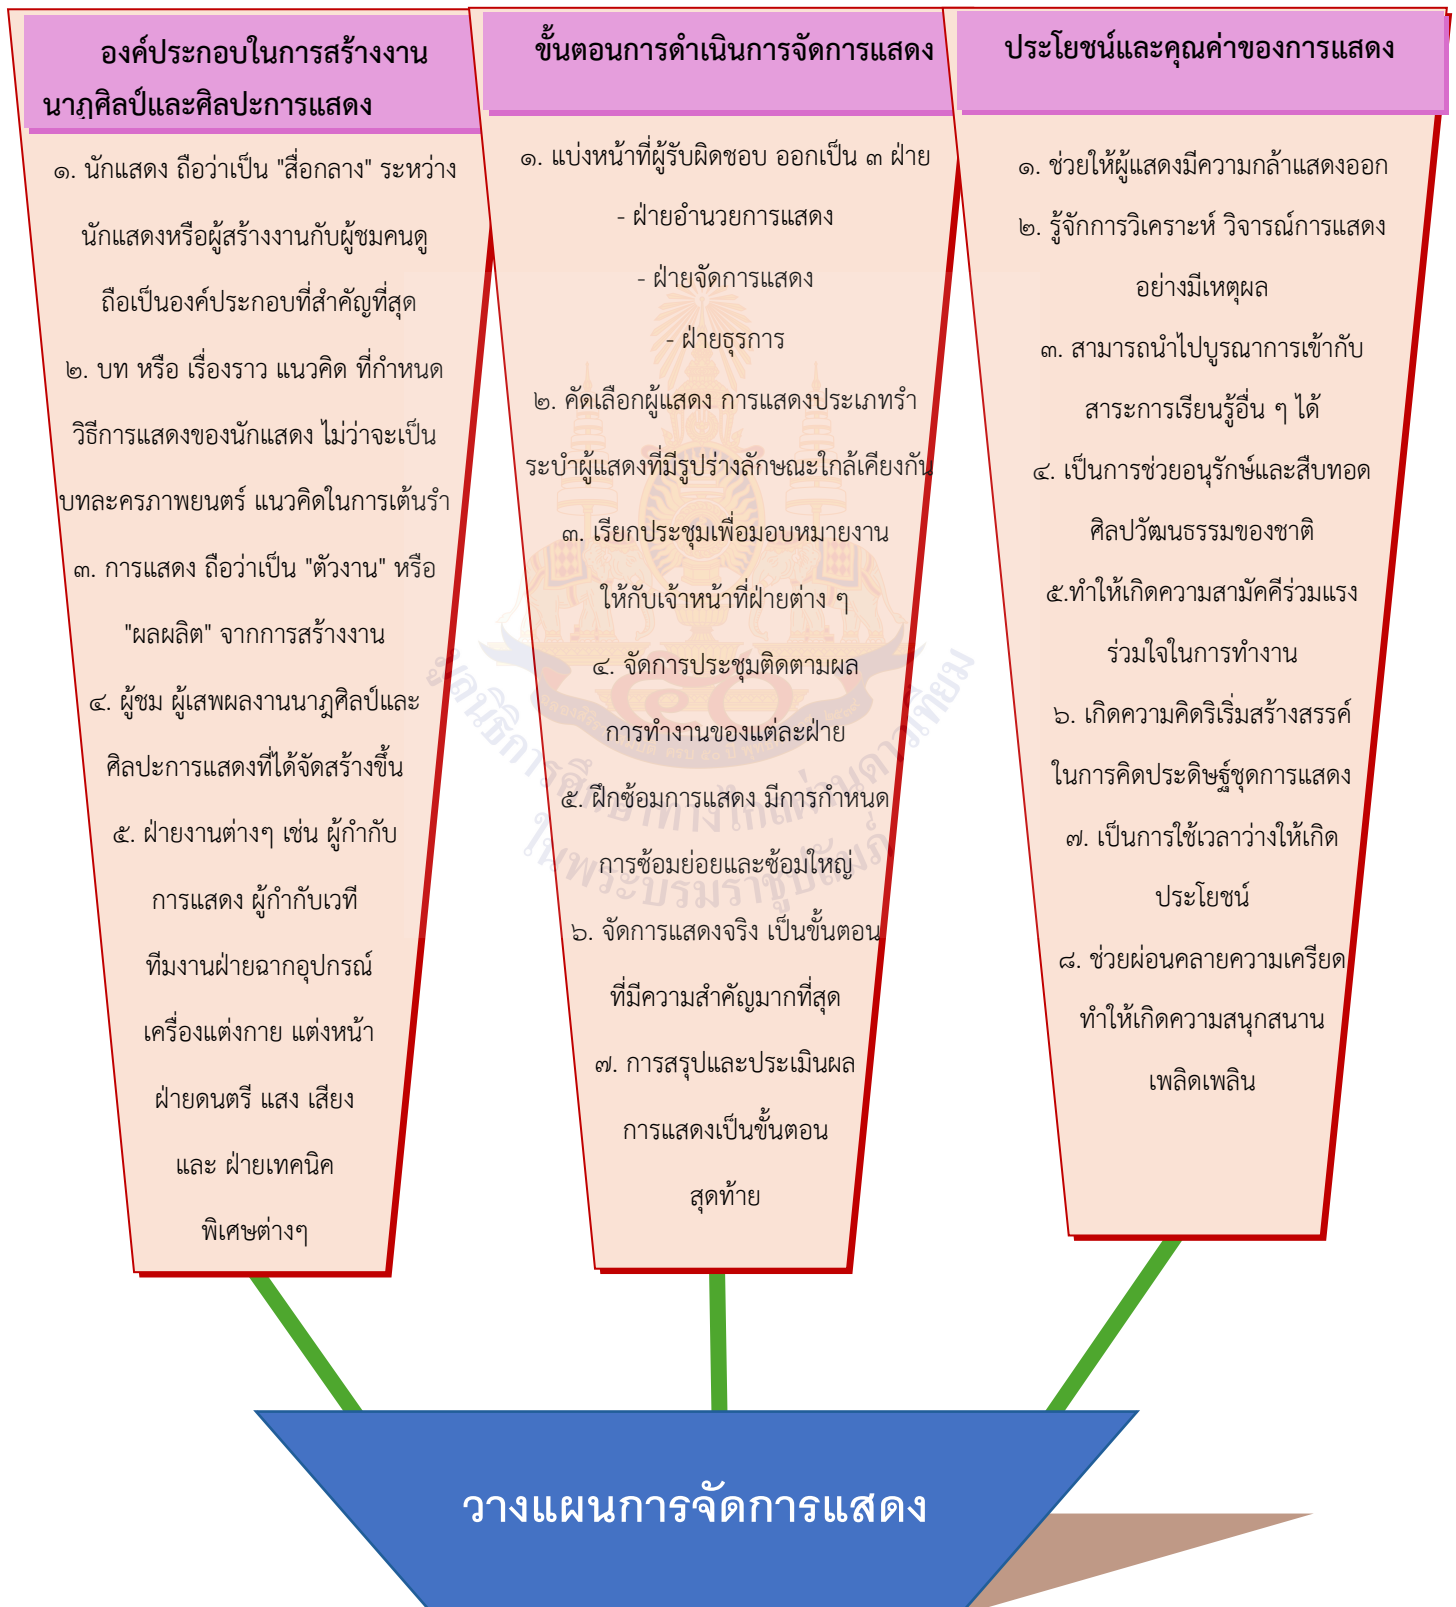 องค์ประกอบในการสร้างงาน
นาฏศิลป์และศิลปะการแสดง
๑. นักแสดง ถือว่าเป็น "สื่อกลาง" ระหว่าง
นักแสดงหรือผู้สร้างงานกับผู้ชมคนดู
ถือเป็นองค์ประกอบที่สำคัญที่สุด
๒. บท หรือ เรื่องราว แนวคิด ที่กำหนด
วิธีการแสดงของนักแสดง ไม่ว่าจะเป็น
บทละครภาพยนตร์ แนวคิดในการเต้นรำ
๓. การแสดง ถือว่าเป็น "ตัวงาน" หรือ
"ผลผลิต" จากการสร้างงาน
๔. ผู้ชม ผู้เสพผลงานนาฏศิลป์และ
ศิลปะการแสดงที่ได้จัดสร้างขึ้น
๕. ฝ่ายงานต่างๆ เช่น ผู้กำกับ
การแสดง ผู้กำกับเวที
ทีมงานฝ่ายฉากอุปกรณ์
เครื่องแต่งกาย แต่งหน้า
ฝ่ายดนตรี แสง เสียง
และ ฝ่ายเทคนิค
พิเศษต่างๆ
ขั้นตอนการดำเนินการจัดการแสดง
๑. แบ่งหน้าที่ผู้รับผิดชอบ ออกเป็น ๓ ฝ่าย
- ฝ่ายอำนวยการแสดง
- ฝ่ายจัดการแสดง
- ฝ่ายธุรการ
๒. คัดเลือกผู้แสดง การแสดงประเภทรำ
ระบำผู้แสดงที่มีรูปร่างลักษณะใกล้เคียงกัน
๓. เรียกประชุมเพื่อมอบหมายงาน
ให้กับเจ้าหน้าที่ฝ่ายต่าง ๆ
๔. จัดการประชุมติดตามผล
การทำงานของแต่ละฝ่าย
๕. ฝึกซ้อมการแสดง มีการกำหนด
การซ้อมย่อยและซ้อมใหญ่
๖. จัดการแสดงจริง เป็นขั้นตอน
ที่มีความสำคัญมากที่สุด
๗. การสรุปและประเมินผล
การแสดงเป็นขั้นตอน
สุดท้าย
ประโยชน์และคุณค่าของการแสดง
๑. ช่วยให้ผู้แสดงมีความกล้าแสดงออก
๒. รู้จักการวิเคราะห์ วิจารณ์การแสดง
อย่างมีเหตุผล
๓. สามารถนำไปบูรณาการเข้ากับ
สาระการเรียนรู้อื่น ๆ ได้
๔. เป็นการช่วยอนุรักษ์และสืบทอด
ศิลปวัฒนธรรมของชาติ
๕.ทำให้เกิดความสามัคคีร่วมแรง
ร่วมใจในการทำงาน
๖. เกิดความคิดริเริ่มสร้างสรรค์
ในการคิดประดิษฐ์ชุดการแสดง
๗. เป็นการใช้เวลาว่างให้เกิด
ประโยชน์
๘. ช่วยผ่อนคลายความเครียด
ทำให้เกิดความสนุกสนาน
เพลิดเพลิน
มูลนิธิการศึกษาทางไกลผ่านดาวเทียม
ในพระบรมราชูปถัมภ์
วางแผนการจัดการแสดง